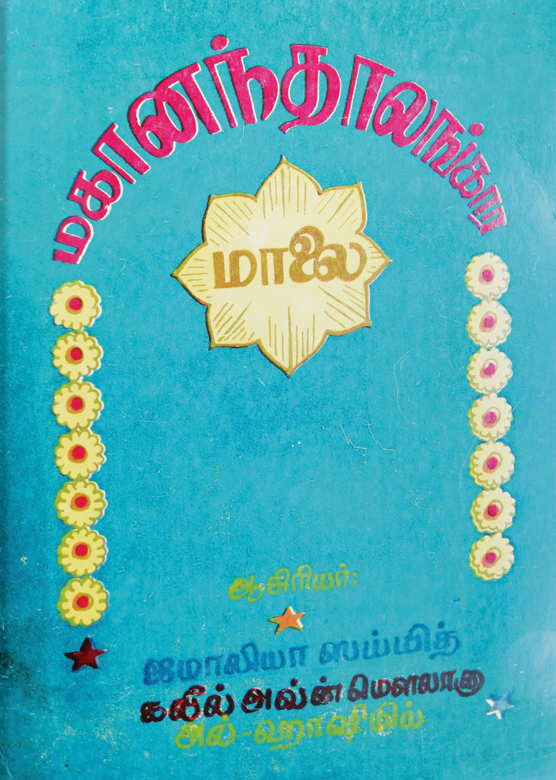 மகானந்தாலங்கார
மாலை
ஆசிரியர்:
ஜமாலியா ஸய்யித்
கலீல் அவ்ன் மௌலானா
அல்-ஹாஷிமிய்